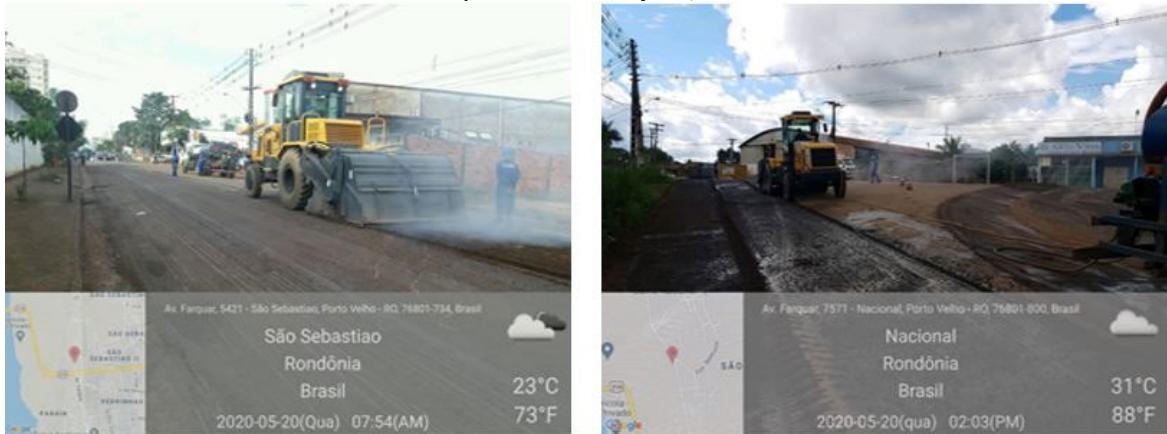 Av. Farquar, 5421 - São Sebastiao, Porto Velho - RO, 76801-734, Brasil
São Sebastiao
Rondônia
Brasil
2020-05-20(Qua) 07:54(AM)
23°C
73°F
Av. Farquar, 7571 - Nacional, Porto Velho - RO, 76801-800, Brasil
Nacional
Rondônia
Brasil
2020-05-20(qua) 02:03(PM)
31°C
88°F